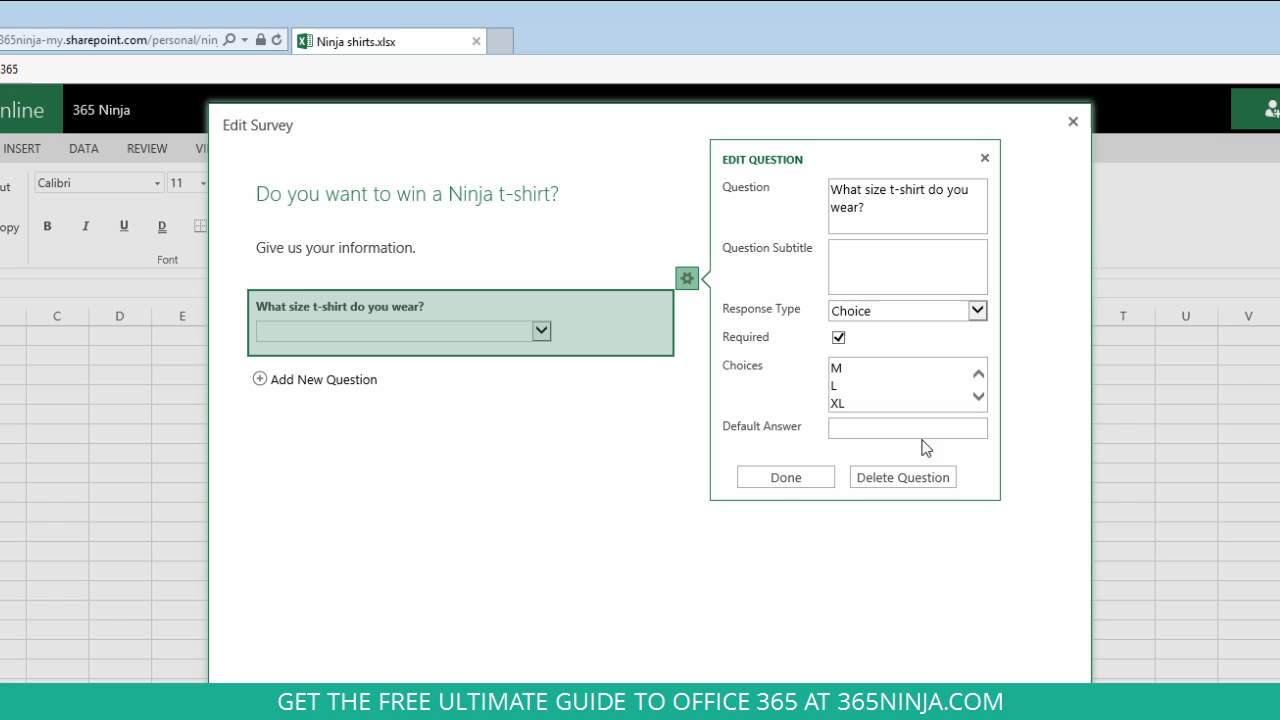 365ninja-my.sharepoint.com/personal/nin
Ninja shirts.xlsx
365
nline
365 Ninja
INSERT DATA REVIEW VI
ut
Calibri 11
opy
B I U D
Font
C D E T U V
Edit Survey
Do you want to win a Ninja t-shirt?
Give us your information.
What size t-shirt do you wear?
Add New Question
EDIT QUESTION
Question
What size t-shirt do you
wear?
Question Subtitle
Response Type
Choice
Required
Choices
M
L
XL
Default Answer
Done
Delete Question
GET THE FREE ULTIMATE GUIDE TO OFFICE 365 AT 365NINJA.COM